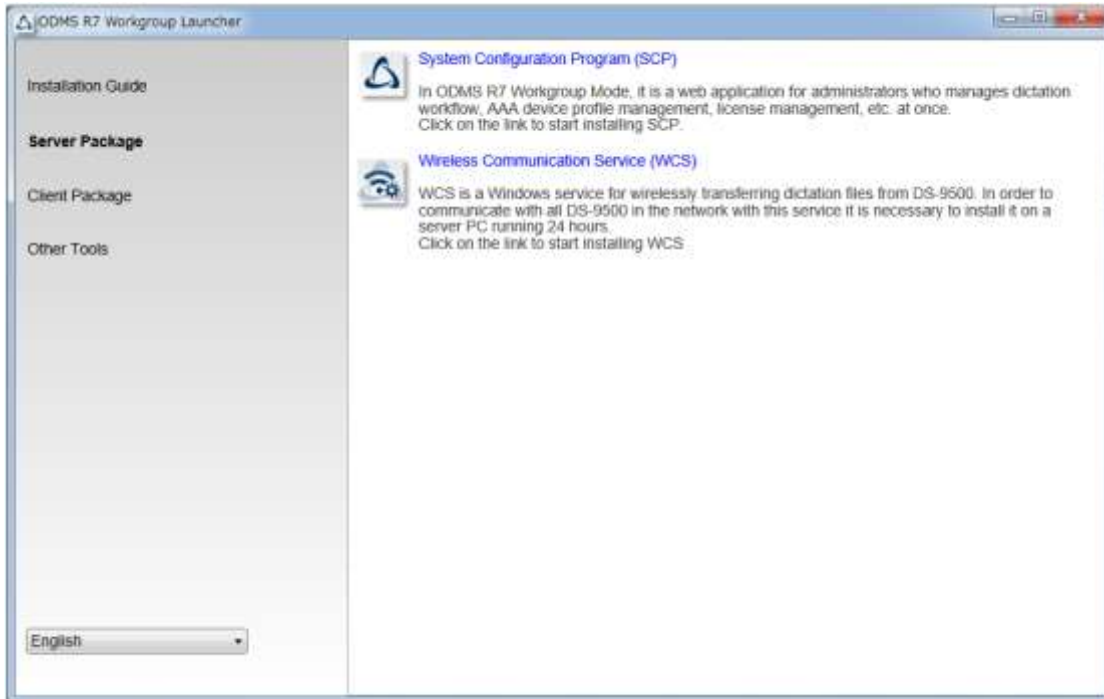 ODMS R7 Workgroup Launcher
Installation Guide
Server Package
Client Package
Other Tools
English
System Configuration Program (SCP)
In ODMS R7 Workgroup Mode, it is a web application for administrators who manages dictation
workflow, AAA device profile management, license management, etc. at once.
Click on the link to start installing SCP.
Wireless Communication Service (WCS)
WCS is a Windows service for wirelessly transferring dictation files from DS-9500. In order to
communicate with all DS-9500 in the network with this service it is necessary to install it on a
server PC running 24 hours.
Click on the link to start installing WCS